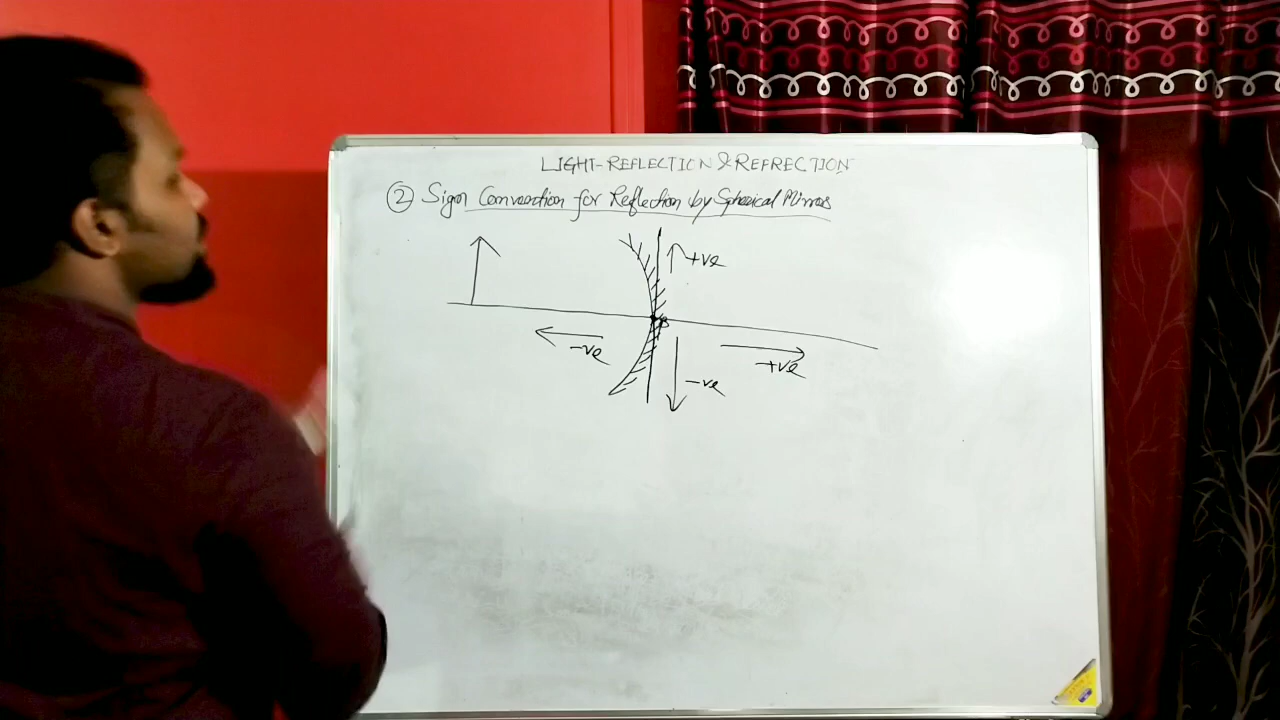 LIGHT-REFLECTION & REFRECTION
② Sign Convention for Reflection by Spherical Mirrors
+ve
-ve
+ve
-ve